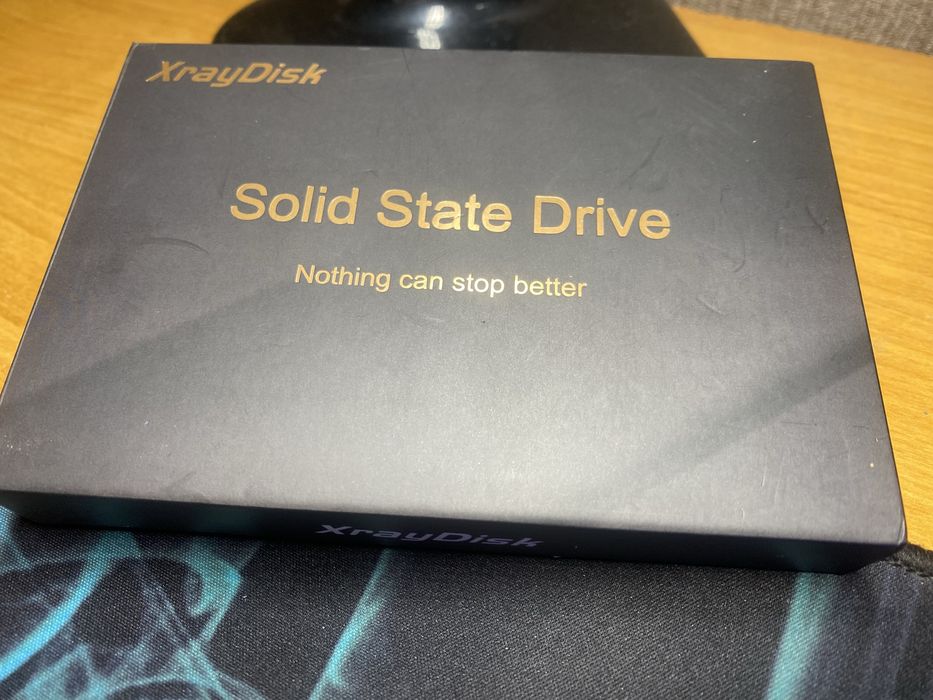 XrayDisk
Solid State Drive
Nothing can stop better
XrayDisk